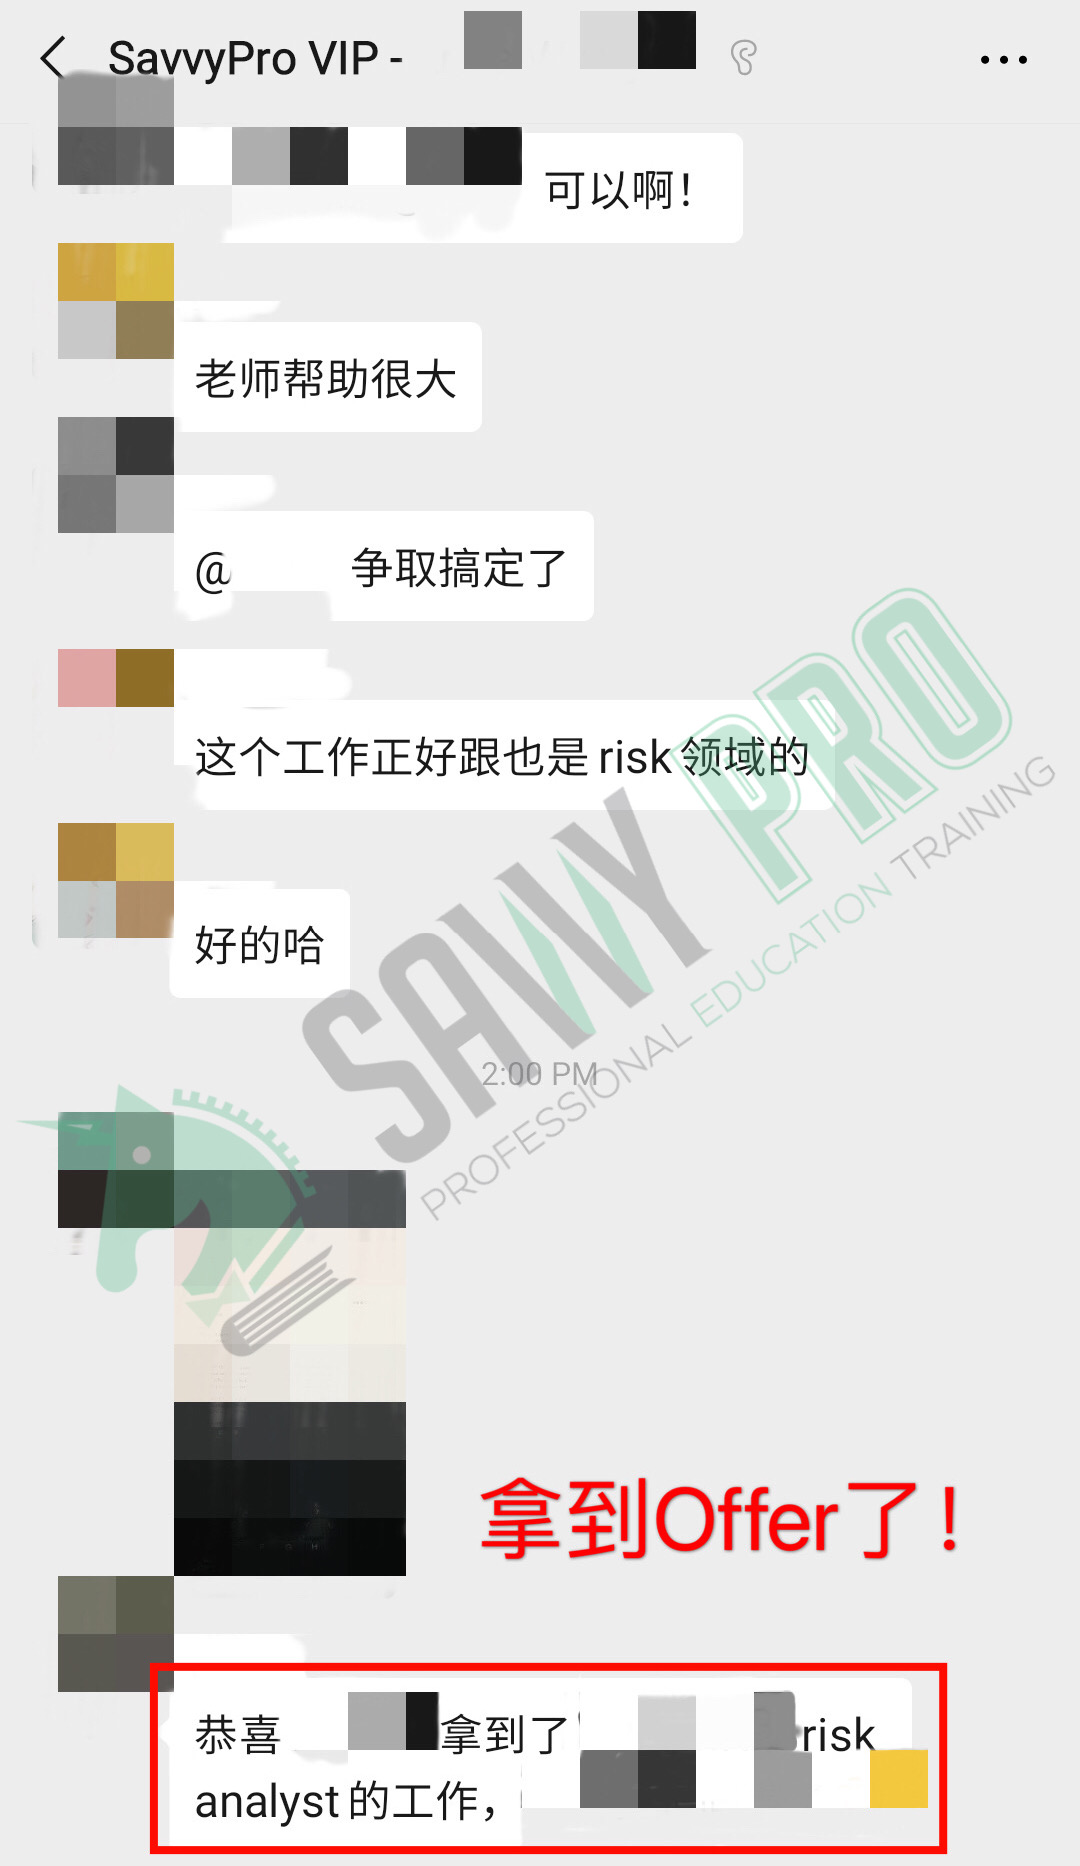 SavvyPro VIP -
可以啊！
老师帮助很大
@ 争取搞定了
这个工作正好跟也是 risk 领域的
好的哈
SAVVY PRO
PROFESSIONAL EDUCATION TRAINING
2:00 PM
拿到Offer了！
恭喜 拿到了 risk
analyst 的工作，